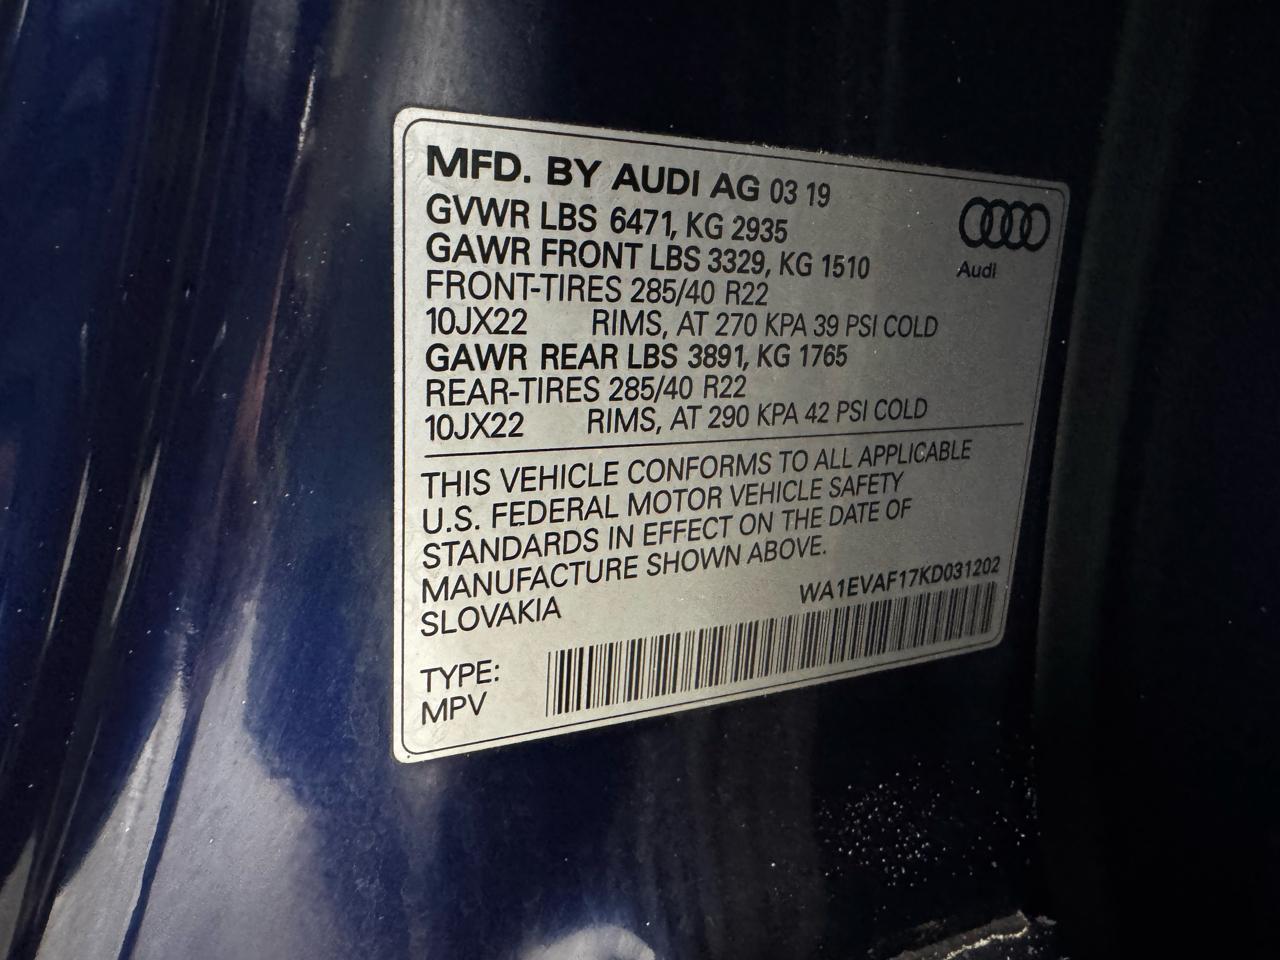 MFD. BY AUDI AG 03 19
GVWR LBS 6471, KG 2935
GAWR FRONT LBS 3329, KG 1510
FRONT-TIRES 285/40 R22
10JX22 RIMS, AT 270 KPA 39 PSI COLD
GAWR REAR LBS 3891, KG 1765
REAR-TIRES 285/40 R22
10JX22 RIMS, AT 290 KPA 42 PSI COLD
Audi
THIS VEHICLE CONFORMS TO ALL APPLICABLE
U.S. FEDERAL MOTOR VEHICLE SAFETY
STANDARDS IN EFFECT ON THE DATE OF
MANUFACTURE SHOWN ABOVE.
SLOVAKIA
WA1EVAF17KD031202
TYPE:
MPV